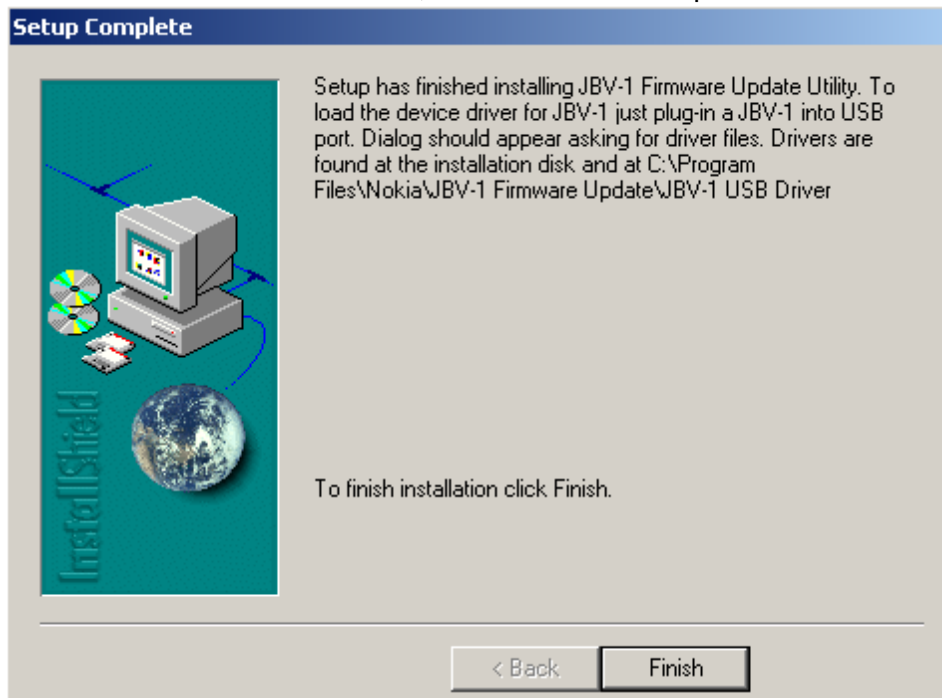 Setup Complete
Setup has finished installing JBV-1 Firmware Update Utility. To
load the device driver for JBV-1 just plug-in a JBV-1 into USB
port. Dialog should appear asking for driver files. Drivers are
found at the installation disk and at C:\Program
Files\Nokia\JBV-1 Firmware Update\JBV-1 USB Driver
InstallShield
To finish installation click Finish.
< Back
Finish